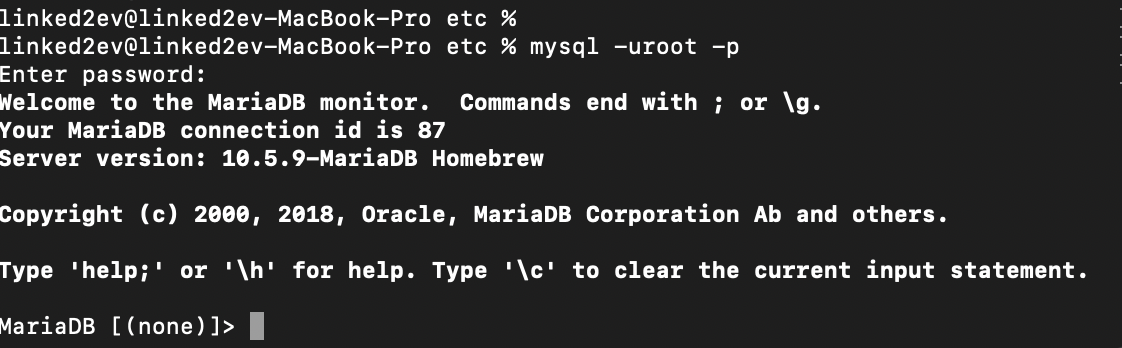 linked2ev@linked2ev-MacBook-Pro etc %
linked2ev@linked2ev-MacBook-Pro etc % mysql -uroot -p
Enter password:
Welcome to the MariaDB monitor.  Commands end with ; or \g.
Your MariaDB connection id is 87
Server version: 10.5.9-MariaDB Homebrew
Copyright (c) 2000, 2018, Oracle, MariaDB Corporation Ab and others.
Type 'help;' or '\h' for help. Type '\c' to clear the current input statement.
MariaDB [(none)]>